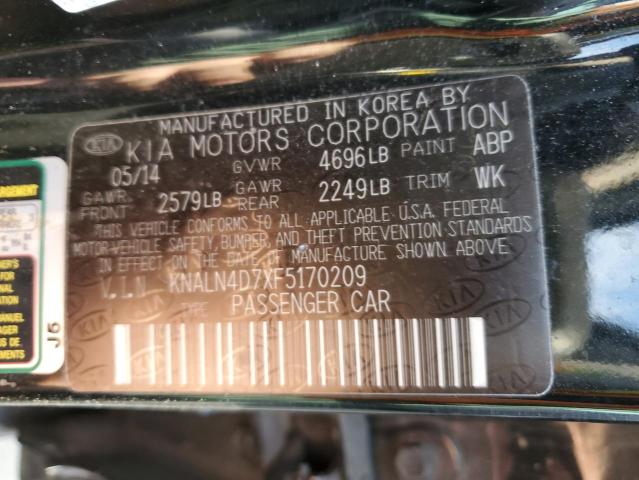 MANUFACTURED IN KOREA BY
KIA KIA MOTORS CORPORATION
05/14 GVWR 4696LB PAINT ABP
GAWR FRONT 2579LB GAWR REAR 2249LB TRIM WK
THIS VEHICLE CONFORMS TO ALL APPLICABLE U.S.A. FEDERAL
MOTOR-VEHICLE SAFETY, BUMPER, AND THEFT PREVENTION STANDARDS
IN EFFECT ON THE DATE OF MANUFACTURE SHOWN ABOVE.
V.I.N KNALN4D7XF5170209
TYPE PASSENGER CAR
J5